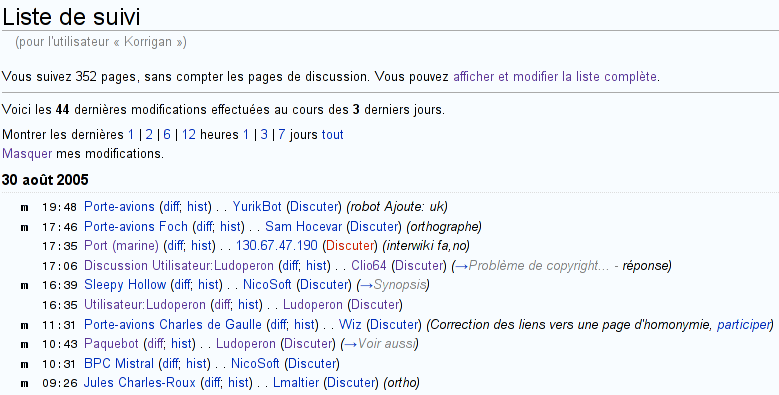 Liste de suivi
(pour l'utilisateur « Korrigan »)
Vous suivez 352 pages, sans compter les pages de discussion. Vous pouvez afficher et modifier la liste complète.
Voici les 44 dernières modifications effectuées au cours des 3 derniers jours.
Montrer les dernières 1 | 2 | 6 | 12 heures 1 | 3 | 7 jours tout
Masquer mes modifications.
30 août 2005
m 19:48 Porte-avions (diff; hist) . . YurikBot (Discuter) (robot Ajoute: uk)
m 17:46 Porte-avions Foch (diff; hist) . . Sam Hocevar (Discuter) (orthographe)
17:35 Port (marine) (diff; hist) . . 130.67.47.190 (Discuter) (interwiki fa,no)
17:06 Discussion Utilisateur:Ludoperon (diff; hist) . . Clio64 (Discuter) (→Problème de copyright... - réponse)
m 16:39 Sleepy Hollow (diff; hist) . . NicoSoft (Discuter) (→Synopsis)
16:35 Utilisateur:Ludoperon (diff; hist) . . Ludoperon (Discuter)
m 11:31 Porte-avions Charles de Gaulle (diff; hist) . . Wiz (Discuter) (Correction des liens vers une page d'homonymie, participer)
m 10:43 Paquebot (diff; hist) . . Ludoperon (Discuter) (→Voir aussi)
m 10:31 BPC Mistral (diff; hist) . . NicoSoft (Discuter)
m 09:26 Jules Charles-Roux (diff; hist) . . Lmaltier (Discuter) (ortho)